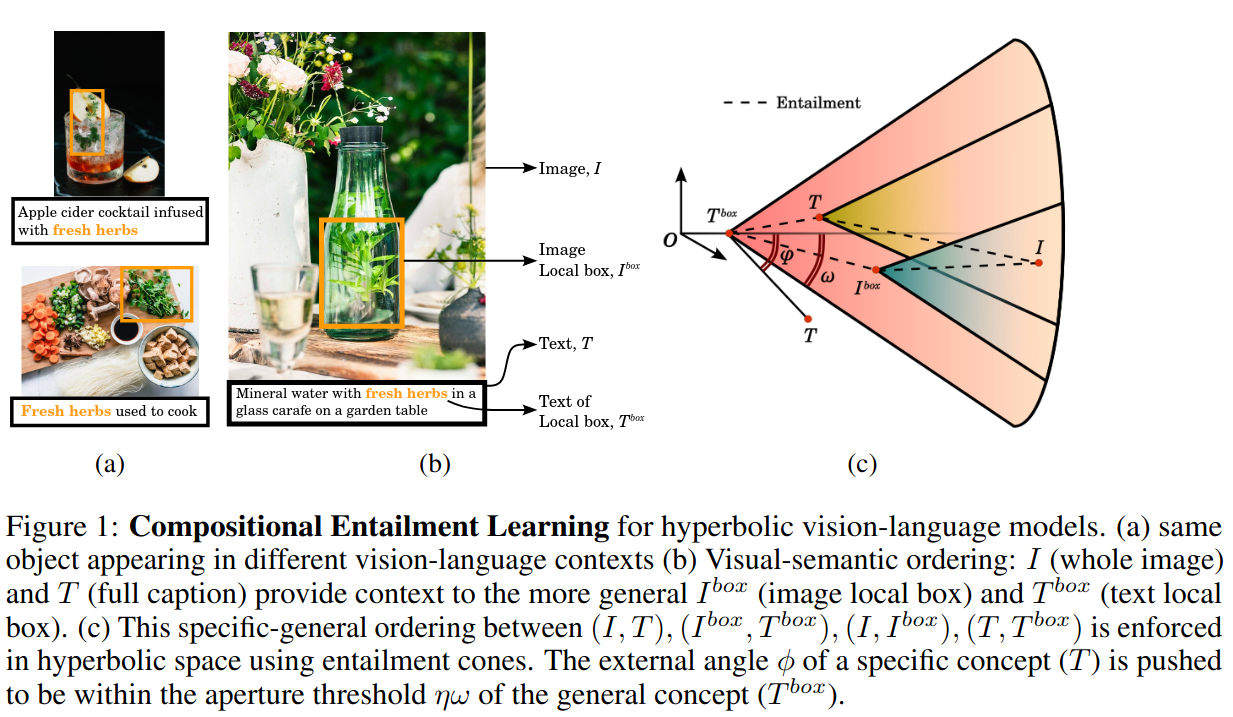 Apple cider cocktail infused
with fresh herbs
Fresh herbs used to cook
(a)
Image, I
Image
Local box, I^box
Text, T
Mineral water with fresh herbs in a
glass carafe on a garden table
Text of
Local box, T^box
(b)
Entailment
O
T^box
T
I
φ
ω
I^box
T
(c)
Figure 1: Compositional Entailment Learning for hyperbolic vision-language models. (a) same
object appearing in different vision-language contexts (b) Visual-semantic ordering: I (whole image)
and T (full caption) provide context to the more general I^box (image local box) and T^box (text local
box). (c) This specific-general ordering between (I, T), (I^box, T^box), (I, I^box), (T, T^box) is enforced
in hyperbolic space using entailment cones. The external angle ϕ of a specific concept (T) is pushed
to be within the aperture threshold ηω of the general concept (T^box).